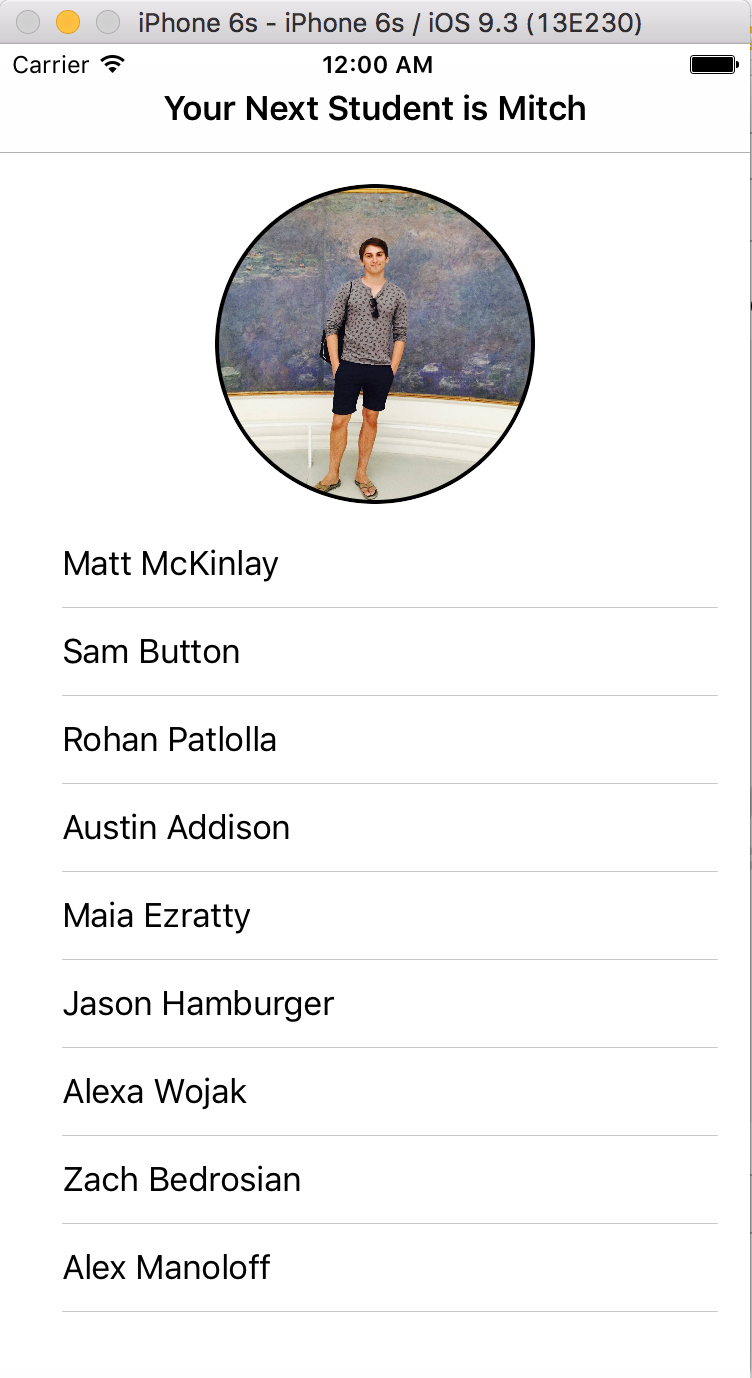 iPhone 6s - iPhone 6s / iOS 9.3 (13E230)
Carrier 12:00 AM
Your Next Student is Mitch
Matt McKinlay
Sam Button
Rohan Patlolla
Austin Addison
Maia Ezratty
Jason Hamburger
Alexa Wojak
Zach Bedrosian
Alex Manoloff